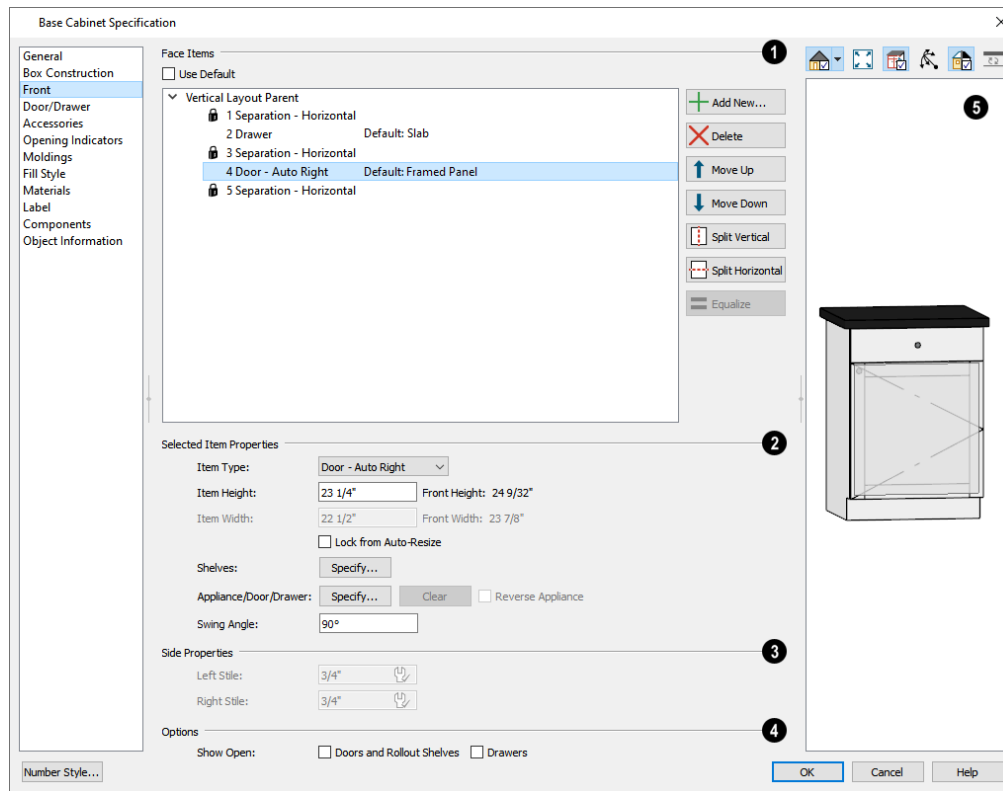 Base Cabinet Specification
General
Box Construction
Front
Door/Drawer
Accessories
Opening Indicators
Moldings
Fill Style
Materials
Label
Components
Object Information
Face Items 1
Use Default
Vertical Layout Parent
1 Separation - Horizontal
2 Drawer Default: Slab
3 Separation - Horizontal
4 Door - Auto Right Default: Framed Panel
5 Separation - Horizontal
Add New...
Delete
Move Up
Move Down
Split Vertical
Split Horizontal
Equalize
Selected Item Properties 2
Item Type: Door - Auto Right
Item Height: 23 1/4" Front Height: 24 9/32"
Item Width: 22 1/2" Front Width: 23 7/8"
Lock from Auto-Resize
Shelves: Specify...
Appliance/Door/Drawer: Specify... Clear Reverse Appliance
Swing Angle: 90°
Side Properties 3
Left Stile: 3/4"
Right Stile: 3/4"
Options 4
Show Open: Doors and Rollout Shelves Drawers
5
Number Style... OK Cancel Help